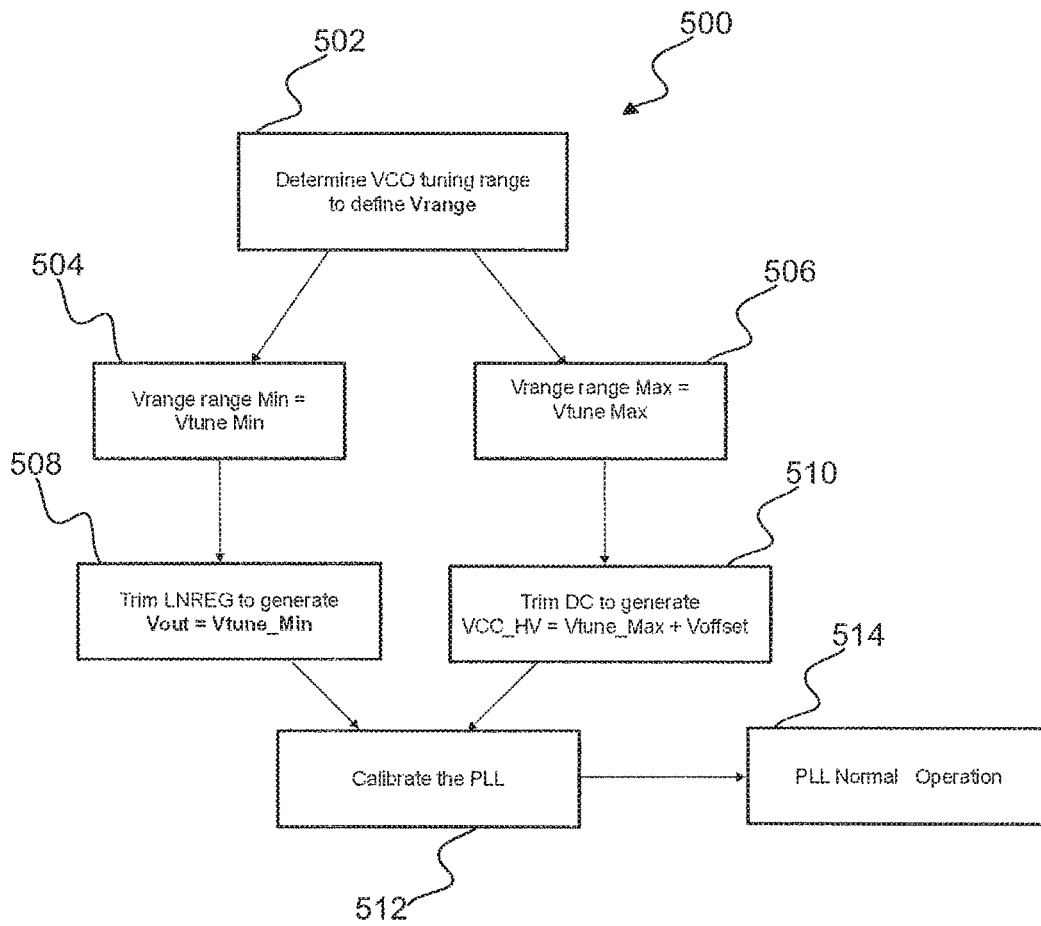 502
500
Determine VCO tuning range
to define Vrange
504
506
Vrange range Min =
Vtune Min
Vrange range Max =
Vtune Max
508
510
Trim LNREG to generate
Vout = Vtune_Min
Trim DC to generate
VCC_HV = Vtune_Max + Voffset
514
Calibrate the PLL
PLL Normal Operation
512